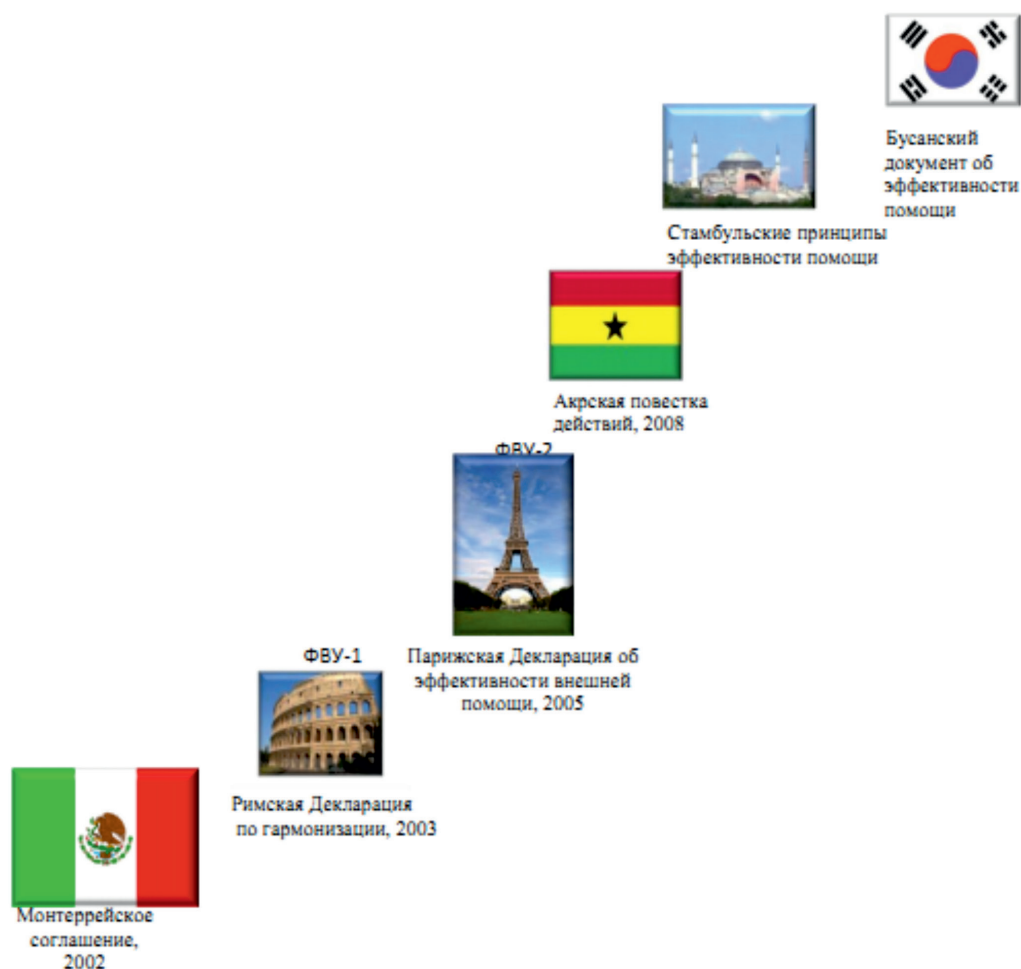 Бусанский
документ об
эффективности
помощи
Стамбульские принципы
эффективности помощи
Акрская повестка
действий, 2008
ФВУ-2
Парижская Декларация об
эффективности внешней
помощи, 2005
ФВУ-1
Римская Декларация
по гармонизации, 2003
Монтеррейское
соглашение,
2002